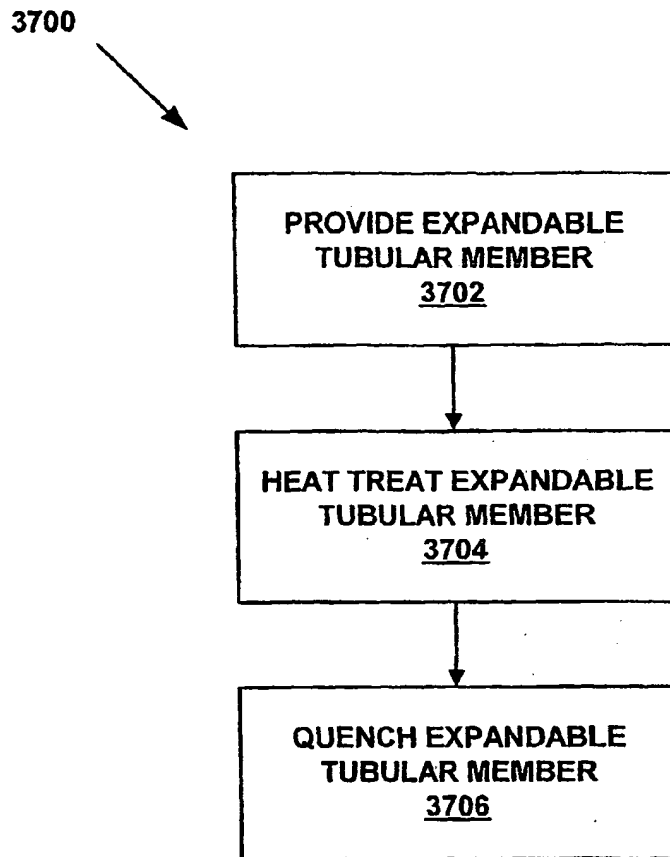 3700
PROVIDE EXPANDABLE
TUBULAR MEMBER
3702
HEAT TREAT EXPANDABLE
TUBULAR MEMBER
3704
QUENCH EXPANDABLE
TUBULAR MEMBER
3706